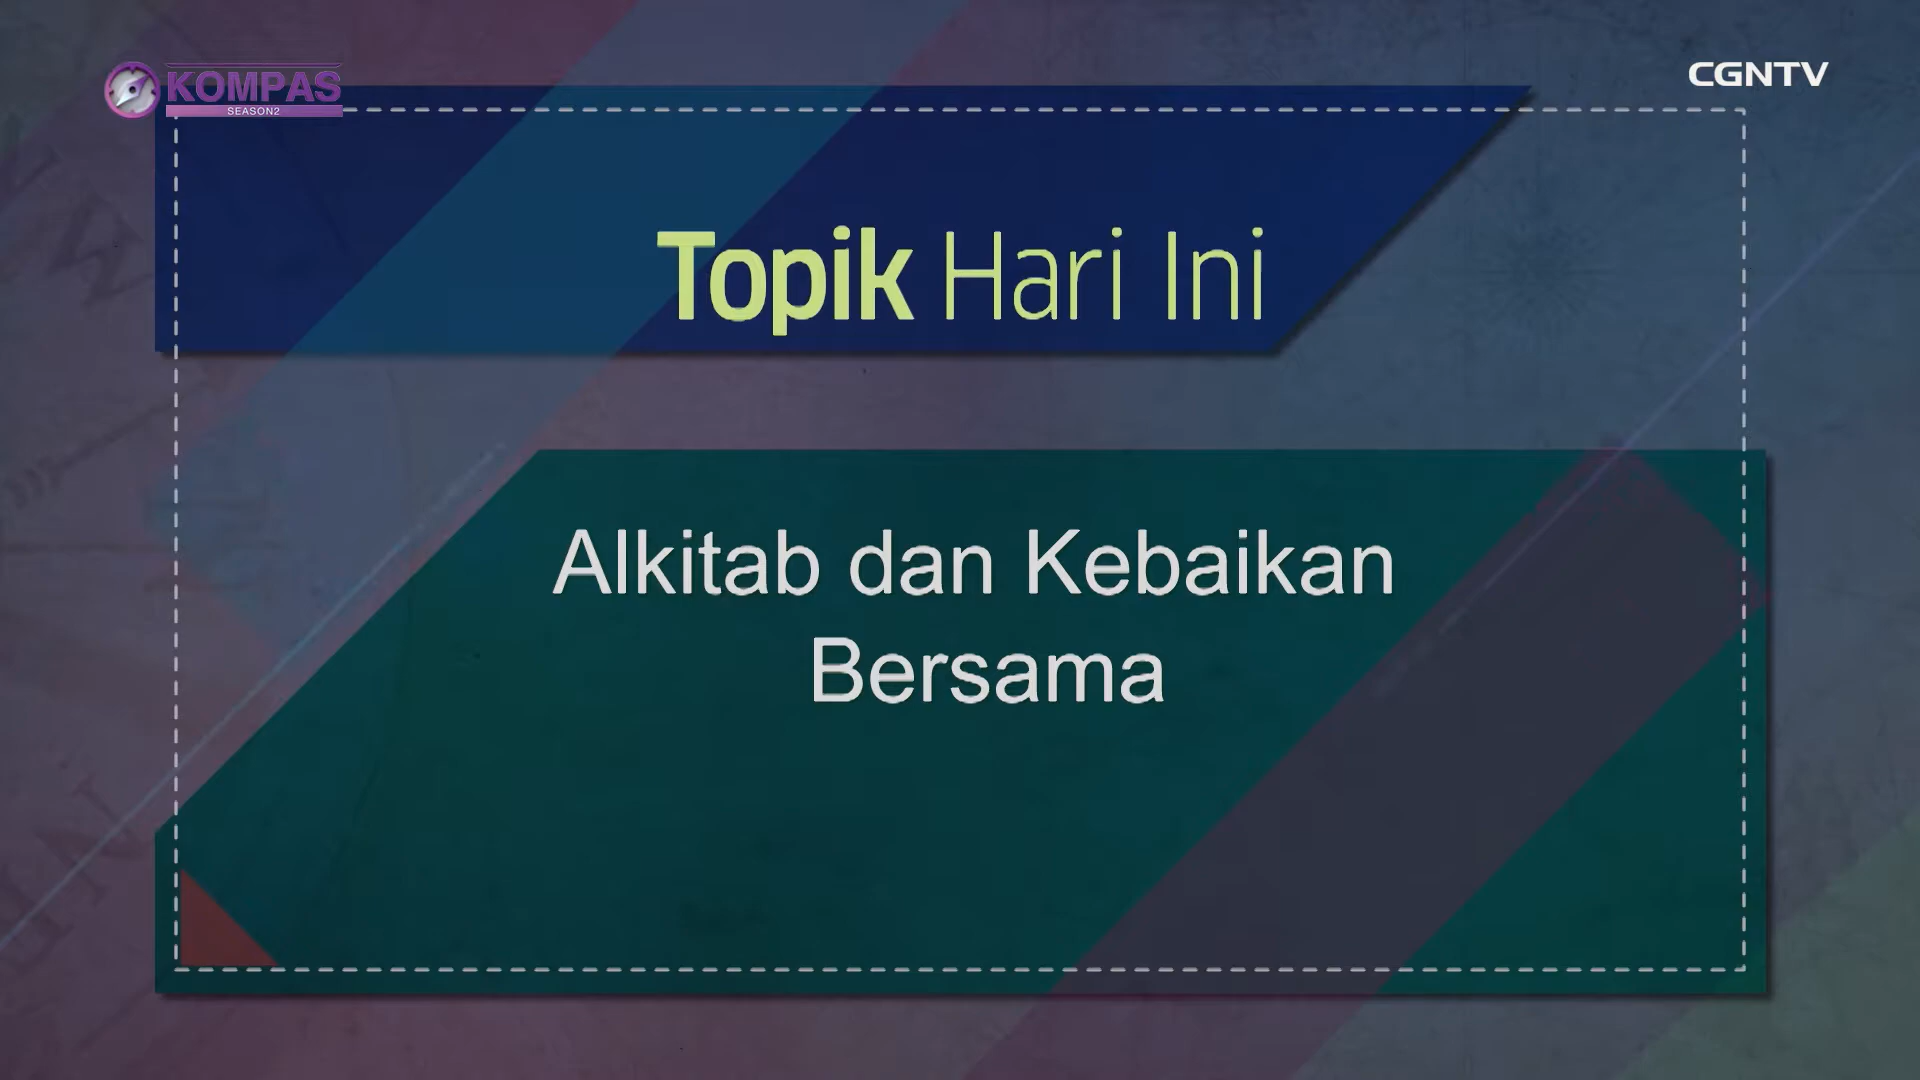 KOMPAS
SEASON2
CGNTV
Topik Hari Ini
Alkitab dan Kebaikan
Bersama